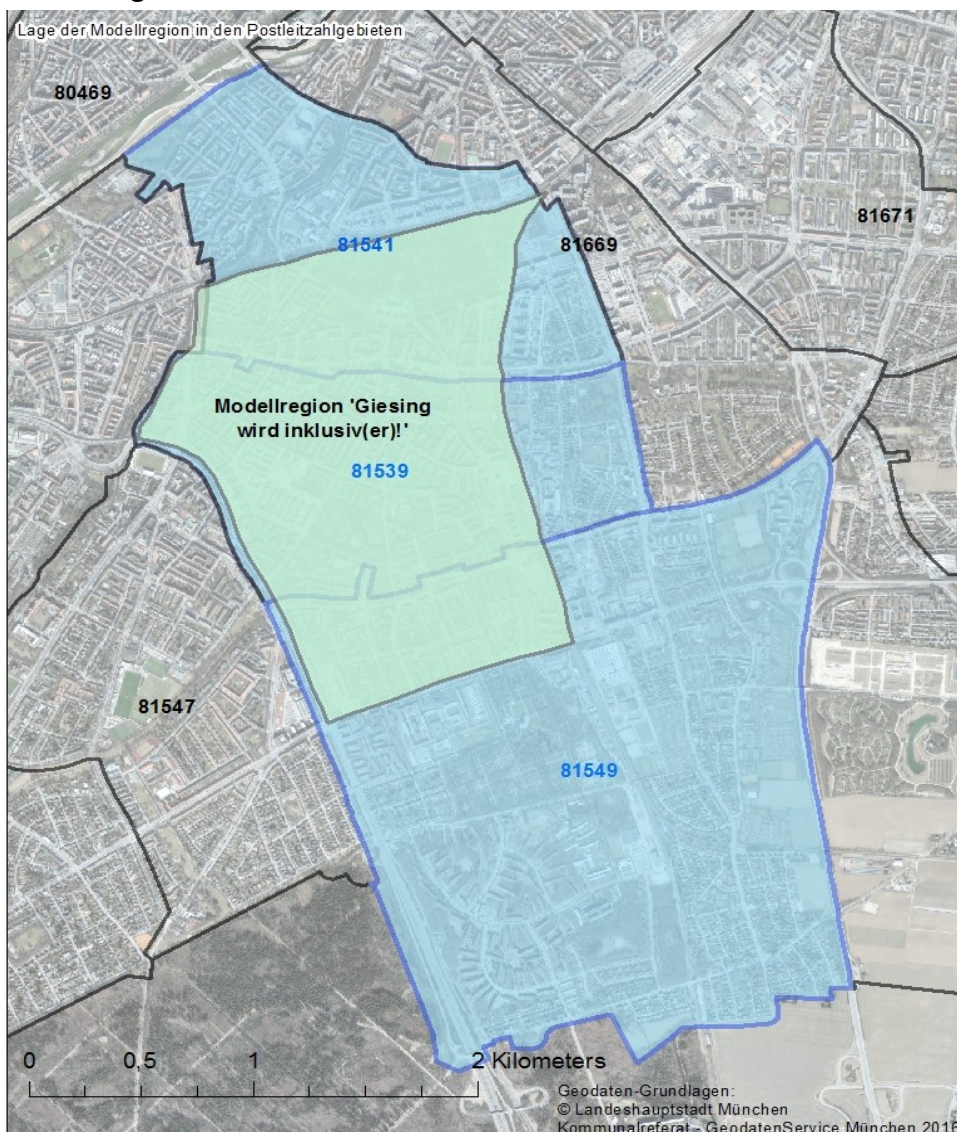 Lage der Modellregion in den Postleitzahlgebieten
80469
81671
81541
81669
Modellregion 'Giesing
wird inklusiv(er)!'
81539
81547
81549
0 0,5 1 2 Kilometers
Geodaten-Grundlagen:
© Landeshauptstadt München
Kommunalreferat - GeodatenService München 2016